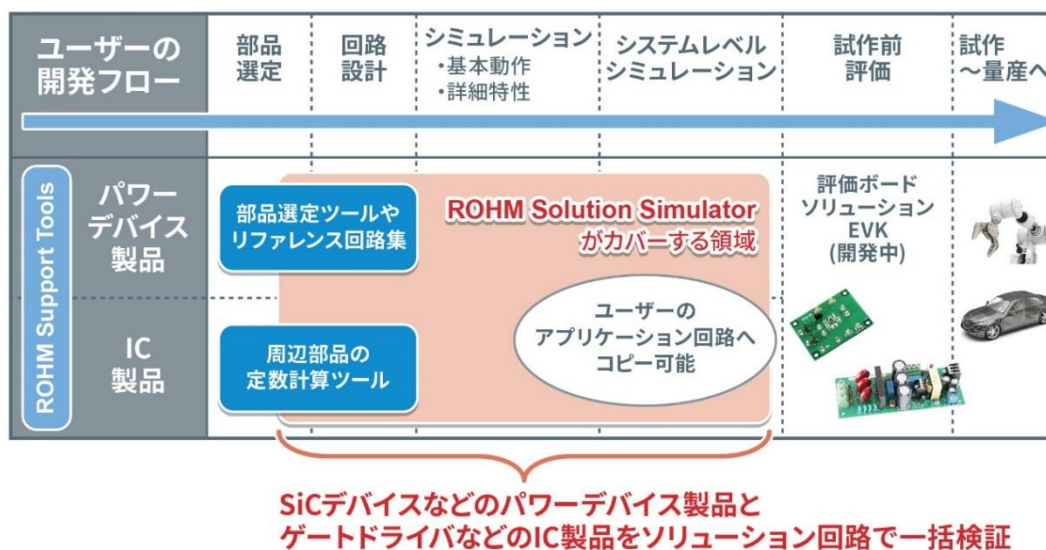 ユーザーの
開発フロー
部品
選定
回路
設計
シミュレーション
・基本動作
・詳細特性
システムレベル
シミュレーション
試作前
評価
試作
～量産へ
ROHM Support Tools
パワー
デバイス
製品
部品選定ツールや
リファレンス回路集
ROHM Solution Simulator
がカバーする領域
評価ボード
ソリューション
EVK
(開発中)
IC
製品
周辺部品の
定数計算ツール
ユーザーの
アプリケーション回路へ
コピー可能
SiCデバイスなどのパワーデバイス製品と
ゲートドライバなどのIC製品をソリューション回路で一括検証